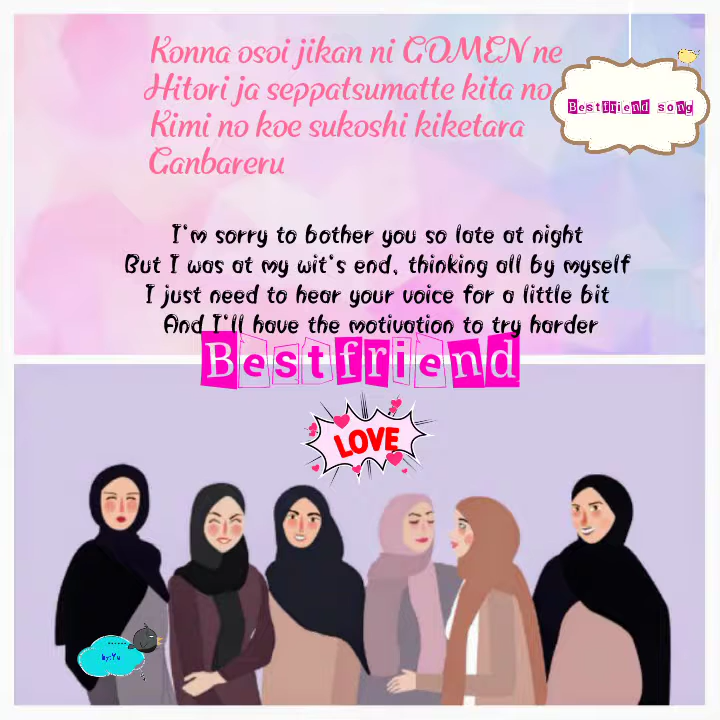 Konna osoi jikan ni GOMEN ne
Hitori ja seppatsumatte kita no
Kimi no koe sukoshi kiketara
Ganbareru
Bestfriend song
I'm sorry to bother you so late at night
But I was at my wit's end, thinking all by myself
I just need to hear your voice for a little bit
And I'll have the motivation to try harder
Bestfriend
LOVE
by:Yu